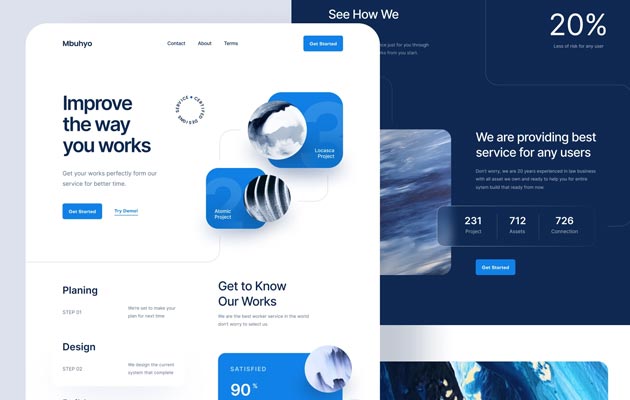 Mbuhyo
Contact
About
Terms
Get Started
Improve
the way
you works
Get your works perfectly form our
service for better time.
Get Started
Try Demo!
SERVICE
CERTIFIED
DESIGNS
3
Locasca
Project
2
Atomic
Project
Planing
STEP 01
We're set to make your
plan for next time
Design
STEP 02
We design the current
system that complete
Get to Know
Our Works
We are the best worker service in the world
don't worry to select us.
SATISFIED
90%
See How We
ce just for you through
ks from you start.
20%
Less of risk for any user
We are providing best
service for any users
Don't worry, we are 20 years experienced in law business
with all asset we own and ready to help you for entire
sytem build that ready from now.
231
Project
712
Assets
726
Connection
Get Started